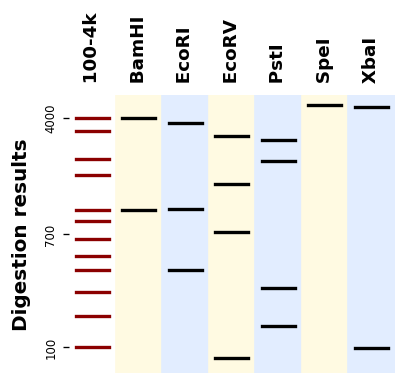 100-4k
BamHI
EcoRI
EcoRV
PstI
SpeI
XbaI
Digestion results
4000
700
100